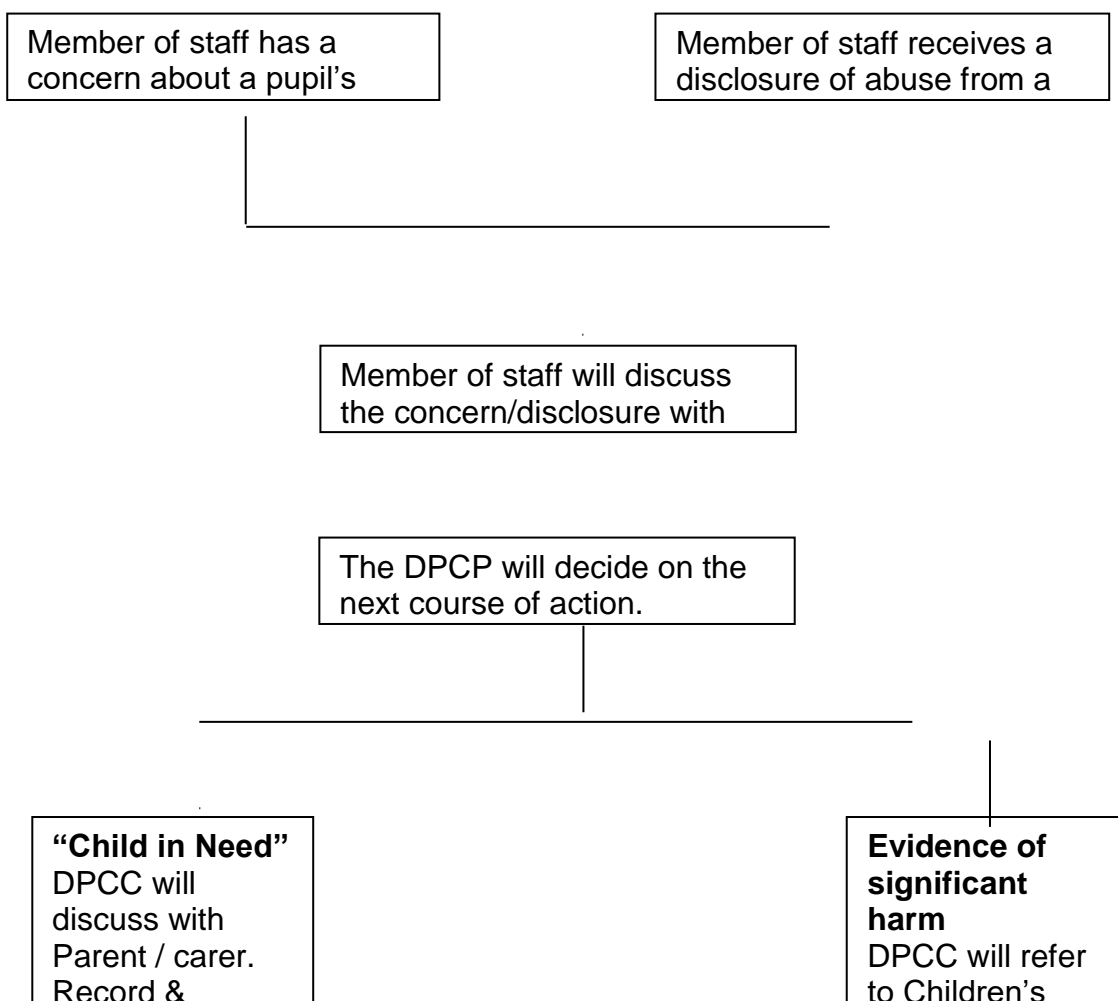 Member of staff has a
concern about a pupil’s
Member of staff receives a
disclosure of abuse from a
Member of staff will discuss
the concern/disclosure with
The DPCP will decide on the
next course of action.
“Child in Need”
DPCC will
discuss with
Parent / carer.
Record &
Evidence of
significant
harm
DPCC will refer
to Children’s